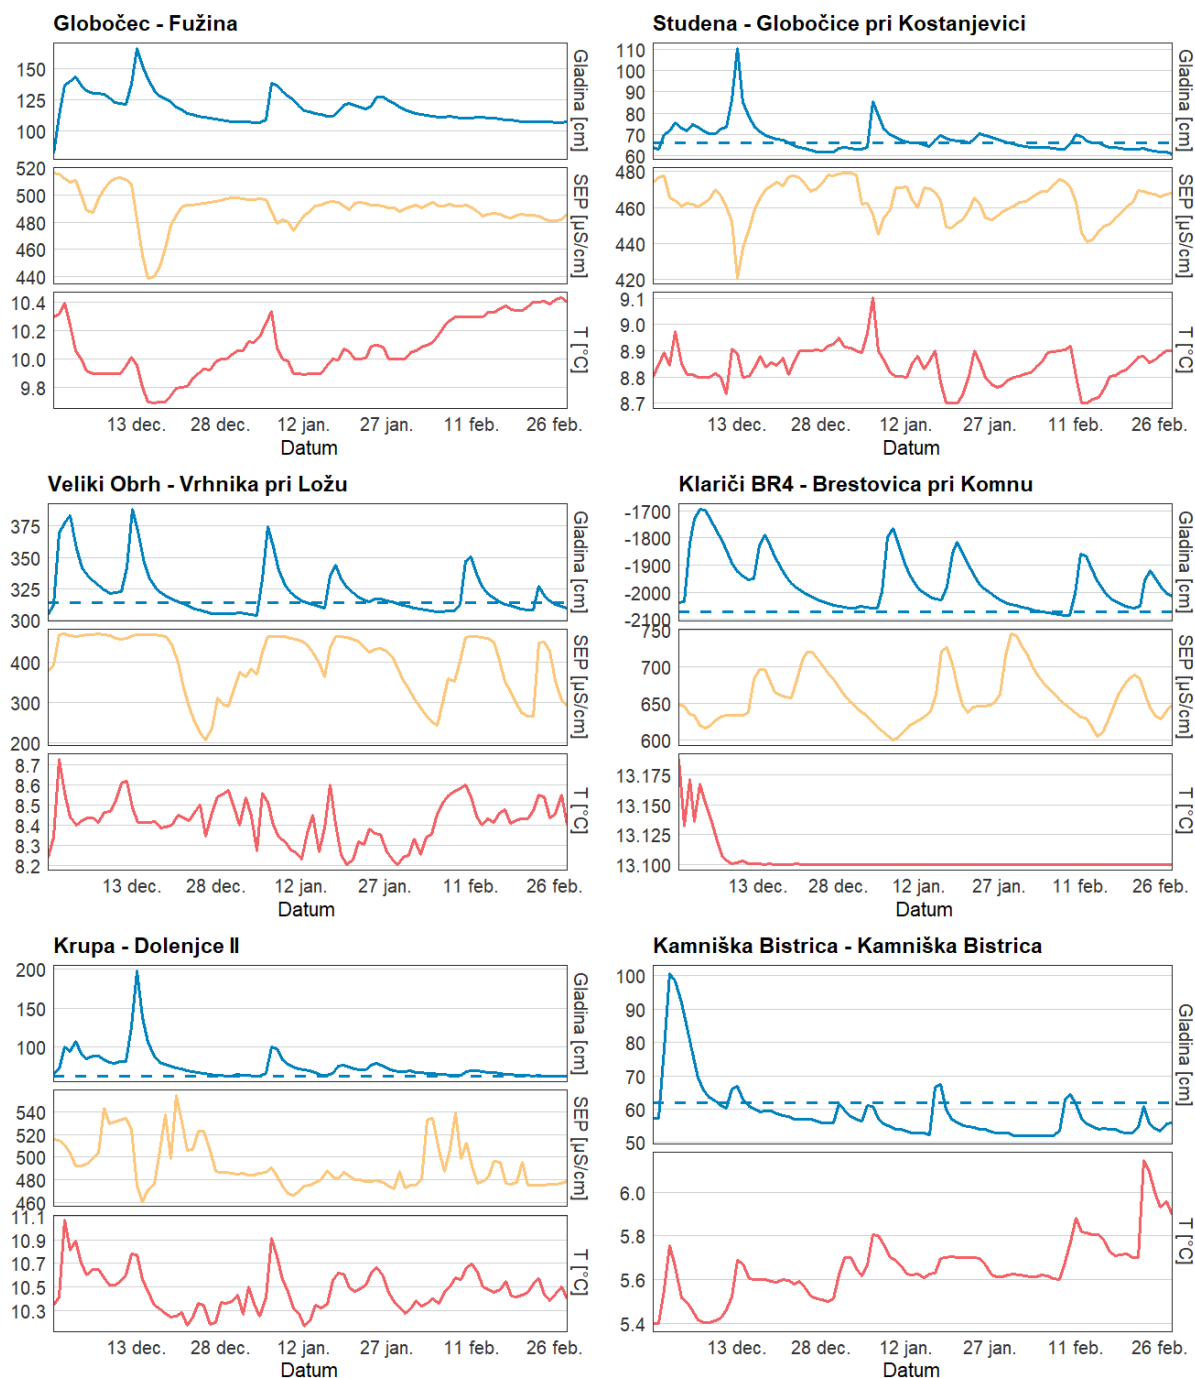 Globočec - Fužina
150
125
100
Gladina [cm]
520
500
480
460
440
SEP [µS/cm]
10.4
10.2
10.0
9.8
T [°C]
13 dec.
28 dec.
12 jan.
27 jan.
11 feb.
26 feb.
Datum
Studena - Globočice pri Kostanjevici
110
100
90
80
70
60
Gladina [cm]
480
460
440
420
SEP [µS/cm]
9.1
9.0
8.9
8.8
8.7
T [°C]
13 dec.
28 dec.
12 jan.
27 jan.
11 feb.
26 feb.
Datum
Veliki Obrh - Vrhnika pri Ložu
375
350
325
300
Gladina [cm]
400
300
200
SEP [µS/cm]
8.7
8.6
8.5
8.4
8.3
8.2
T [°C]
13 dec.
28 dec.
12 jan.
27 jan.
11 feb.
26 feb.
Datum
Klariči BR4 - Brestovica pri Komnu
-1700
-1800
-1900
-2000
-2100
Gladina [cm]
750
700
650
600
SEP [µS/cm]
13.175
13.150
13.125
13.100
T [°C]
13 dec.
28 dec.
12 jan.
27 jan.
11 feb.
26 feb.
Datum
Krupa - Dolenjce II
200
150
100
Gladina [cm]
540
520
500
480
460
SEP [µS/cm]
11.1
10.9
10.7
10.5
10.3
T [°C]
13 dec.
28 dec.
12 jan.
27 jan.
11 feb.
26 feb.
Datum
Kamniška Bistrica - Kamniška Bistrica
100
90
80
70
60
50
Gladina [cm]
6.0
5.8
5.6
5.4
T [°C]
13 dec.
28 dec.
12 jan.
27 jan.
11 feb.
26 feb.
Datum